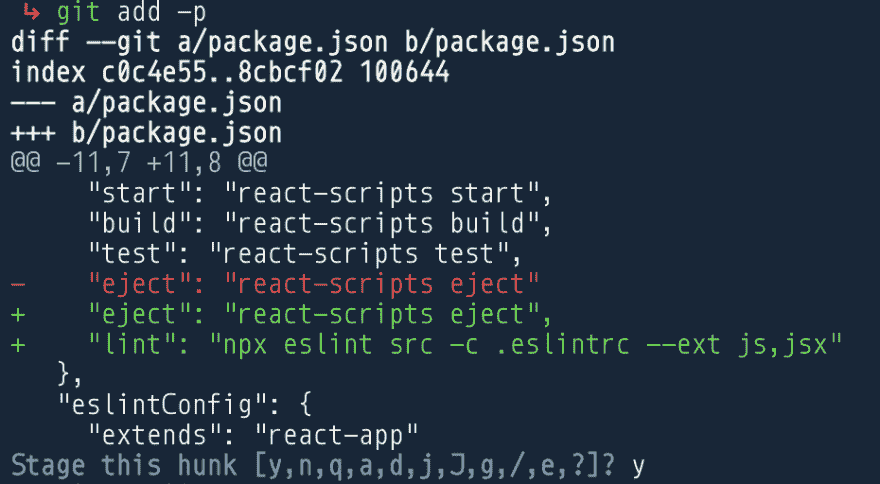 ↳ git add -p
diff --git a/package.json b/package.json
index c0c4e55..8cbcf02 100644
--- a/package.json
+++ b/package.json
@@ -11,7 +11,8 @@
     "start": "react-scripts start",
     "build": "react-scripts build",
     "test": "react-scripts test",
-    "eject": "react-scripts eject"
+    "eject": "react-scripts eject",
+    "lint": "npx eslint src -c .eslintrc --ext js,jsx"
   },
   "eslintConfig": {
     "extends": "react-app"
Stage this hunk [y,n,q,a,d,j,J,g,/,e,?]? y